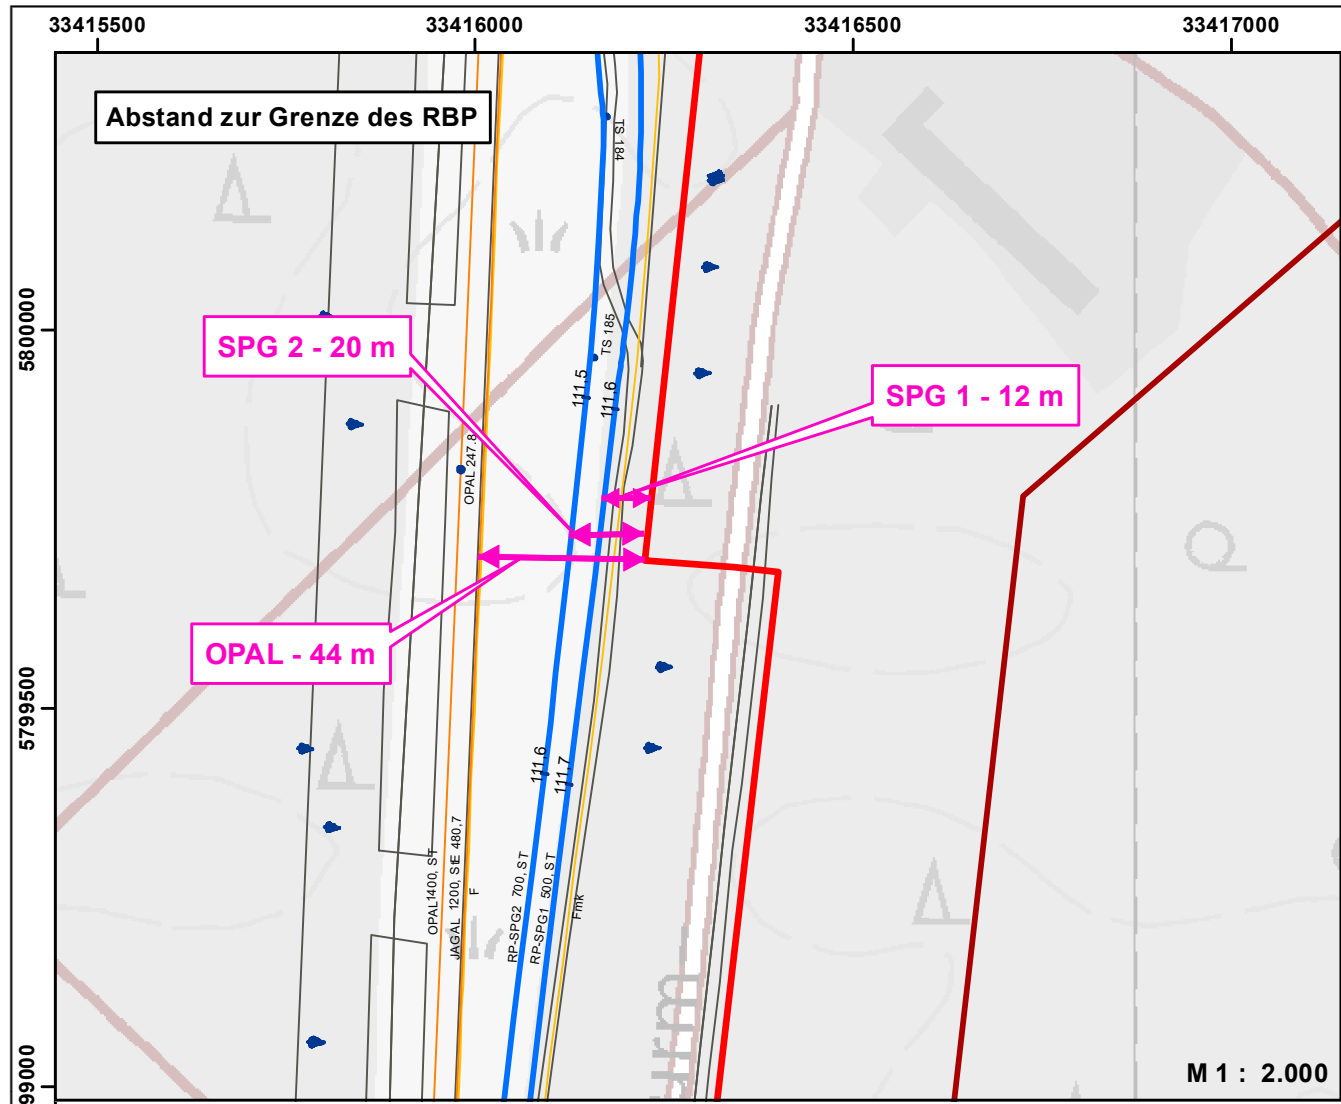 33415500 33416000 33416500 33417000
Abstand zur Grenze des RBP
TS 184
5800000
SPG 2 - 20 m
TS 185
111,5
111,6
SPG 1 - 12 m
OPAL 247.8
OPAL - 44 m
5799500
111,6
111,7
OPAL1400, ST
JAGAL 1200, St
E 480,7
F
RP-SPG2 700, ST
RP-SPG1 500, ST
Fmk
urm
99000
M 1 : 2.000